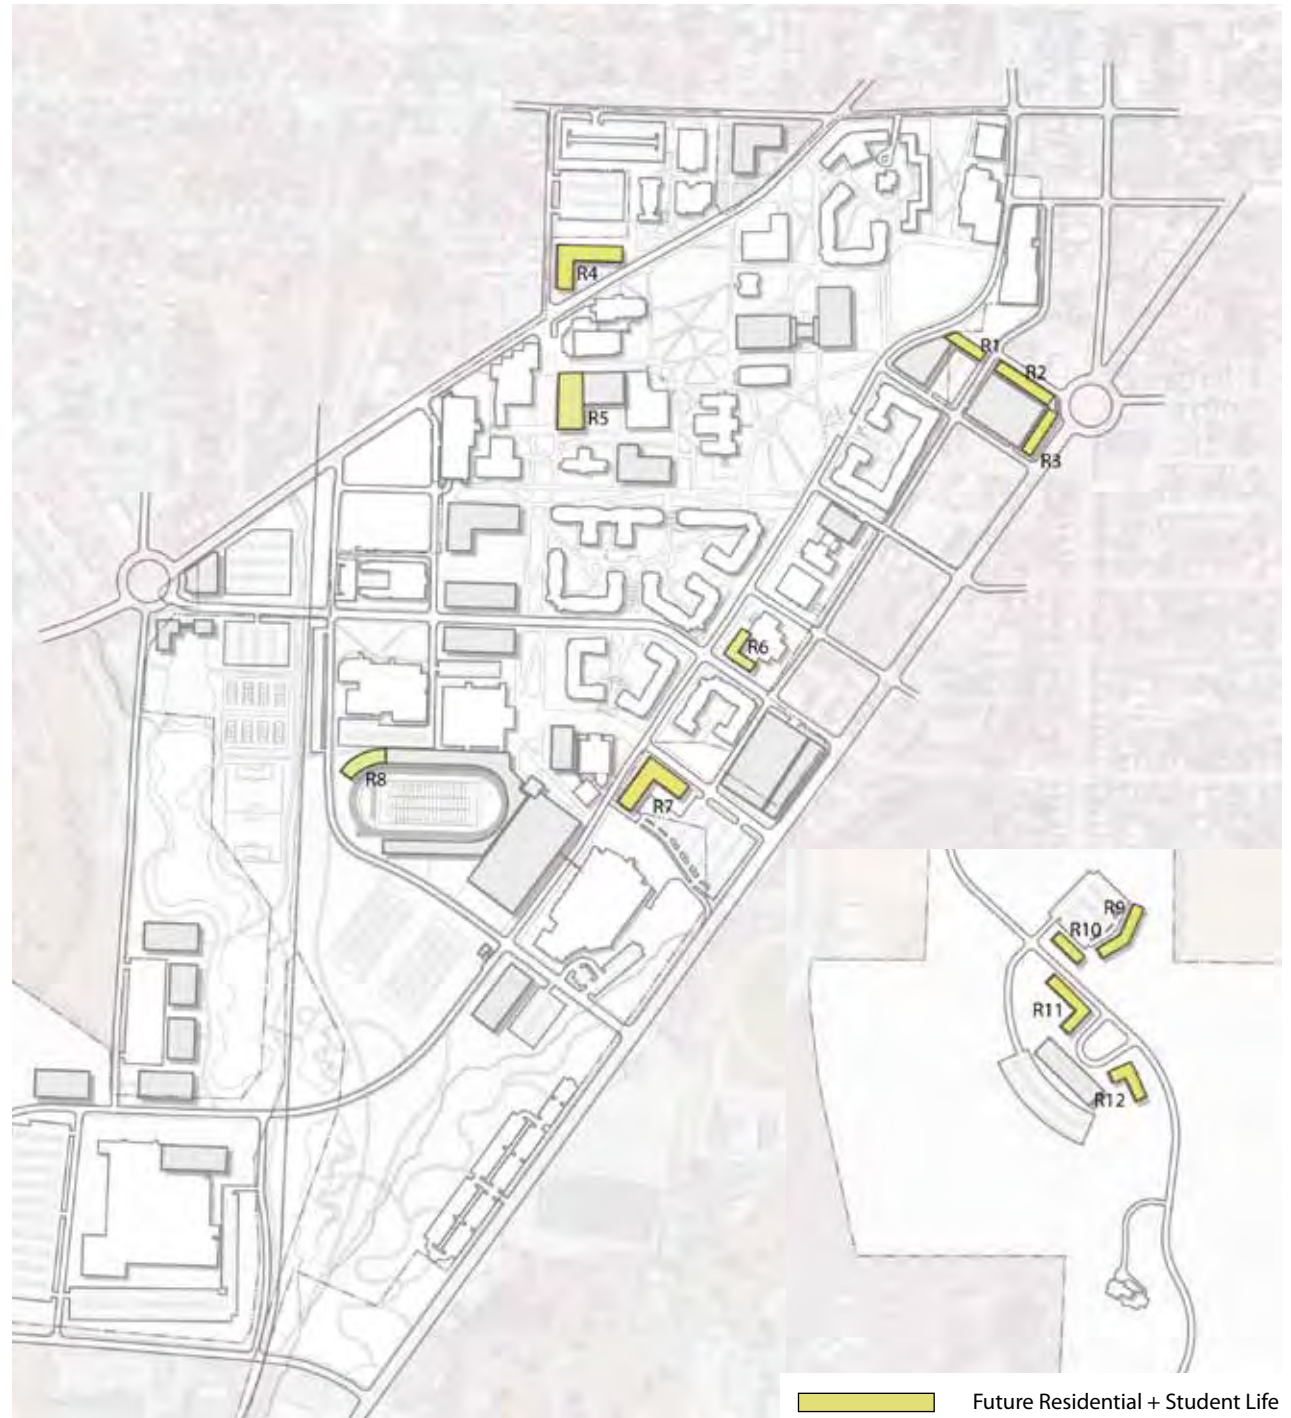 R4
R1
R2
R5
R3
R6
R8
R7
R9
R10
R11
R12
Future Residential + Student Life